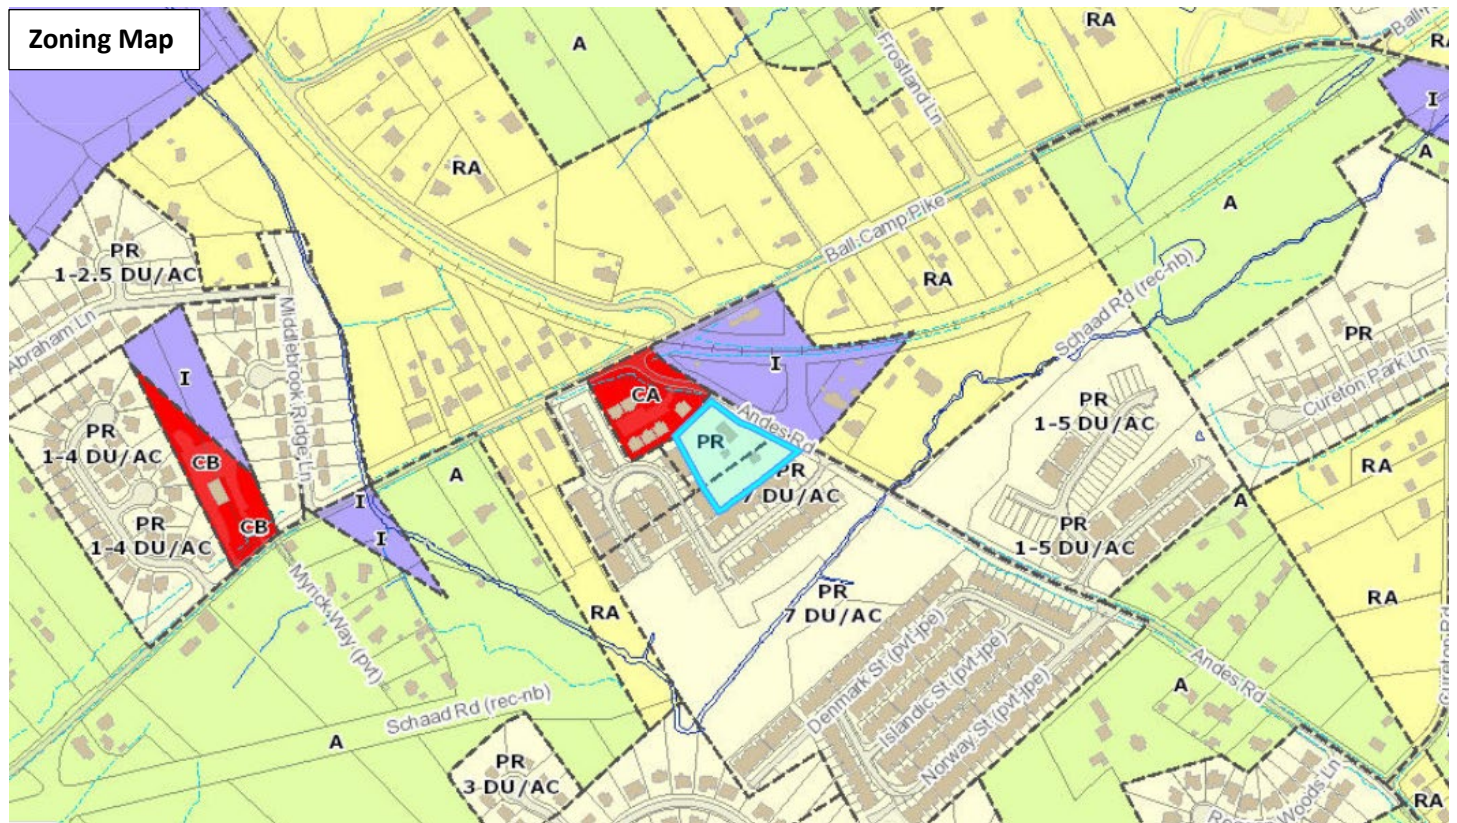 Zoning Map
A
RA
Frostland Ln
I
A
RA
A
Ball Camp Pike
RA
Schaad Rd (rec-nb)
PR
1-2.5 DU/AC
Abraham Ln
Middlebrook Ridge Ln
I
I
CA
Andes Rd
PR
PR
7 DU/AC
PR
Cureton Park Ln
PR
1-5 DU/AC
PR
1-4 DU/AC
CB
A
RA
A
CB
PR
1-4 DU/AC
I
I
PR
1-5 DU/AC
Myrick Way (pvt)
RA
PR
7 DU/AC
RA
Cureton Rd
Denmark St (pvt-jpe)
Islandic St (pvt-jpe)
Norway St (pvt-jpe)
Andes Rd
A
Schaad Rd (rec-nb)
A
PR
3 DU/AC
RA